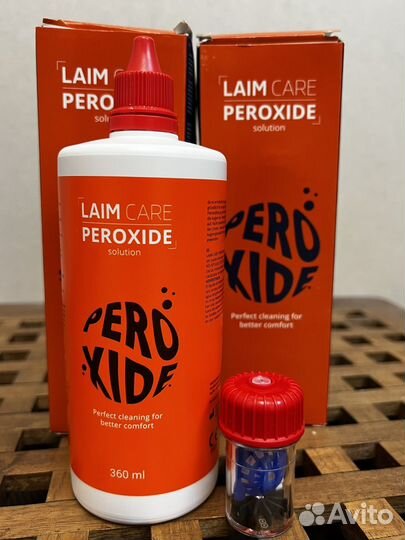 LAIM CARE
PEROXIDE
solution
LAIM CARE
PEROXIDE
solution
PERO
XIDE
Perfect cleaning for
better comfort
LAIM CARE
PEROXIDE
solution
PERO
XIDE
Perfect cleaning for
better comfort
360 ml
Avito